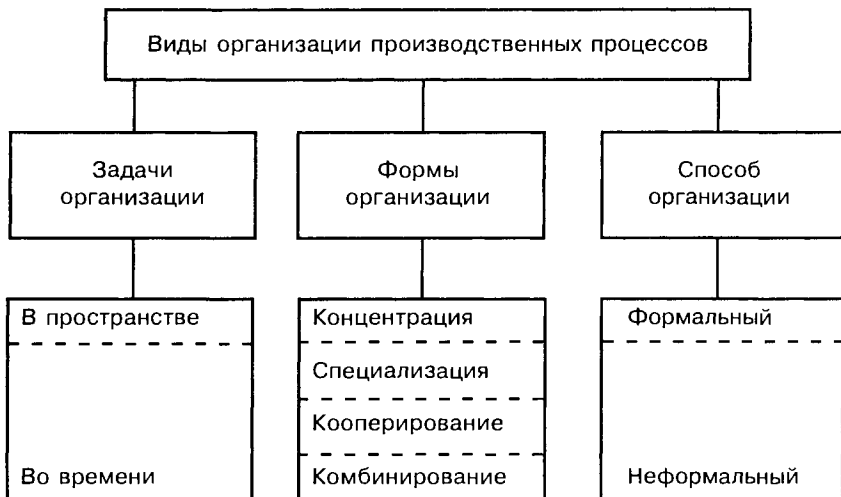 Виды организации производственных процессов
Задачи
организации
Формы
организации
Способ
организации
В пространстве
Во времени
Концентрация
Специализация
Кооперирование
Комбинирование
Формальный
Неформальный